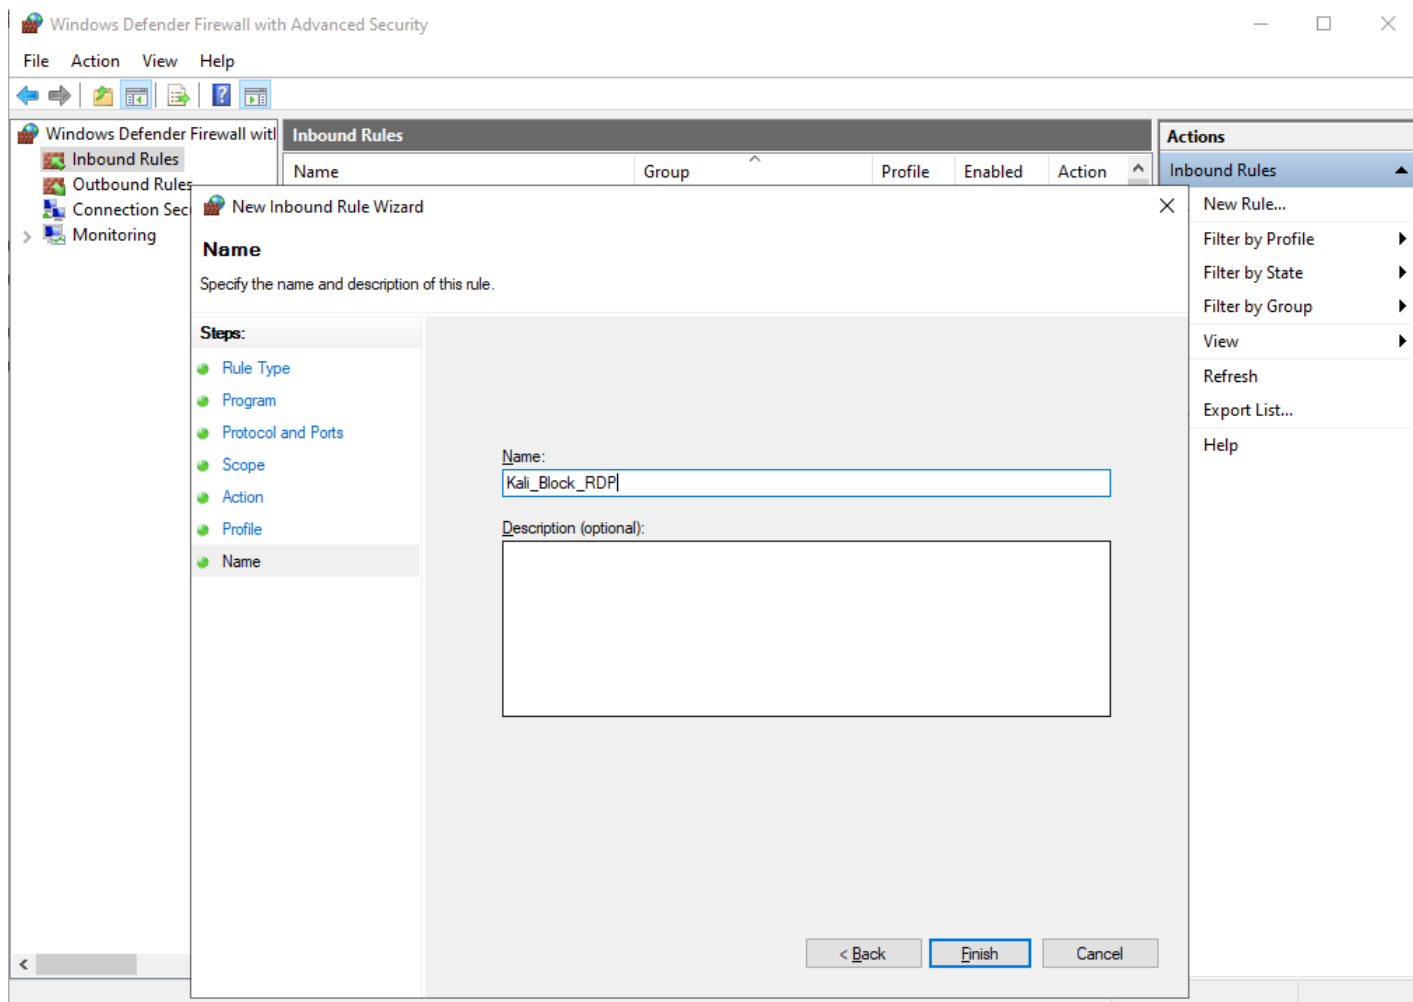 Windows Defender Firewall with Advanced Security
File Action View Help
Windows Defender Firewall witl
Inbound Rules
Outbound Rules
Connection Sec
Monitoring
Inbound Rules
Name Group Profile Enabled Action
New Inbound Rule Wizard
Name
Specify the name and description of this rule.
Steps:
Rule Type
Program
Protocol and Ports
Scope
Action
Profile
Name
Name:
Kali_Block_RDP
Description (optional):
< Back Finish Cancel
Actions
Inbound Rules
New Rule...
Filter by Profile
Filter by State
Filter by Group
View
Refresh
Export List...
Help